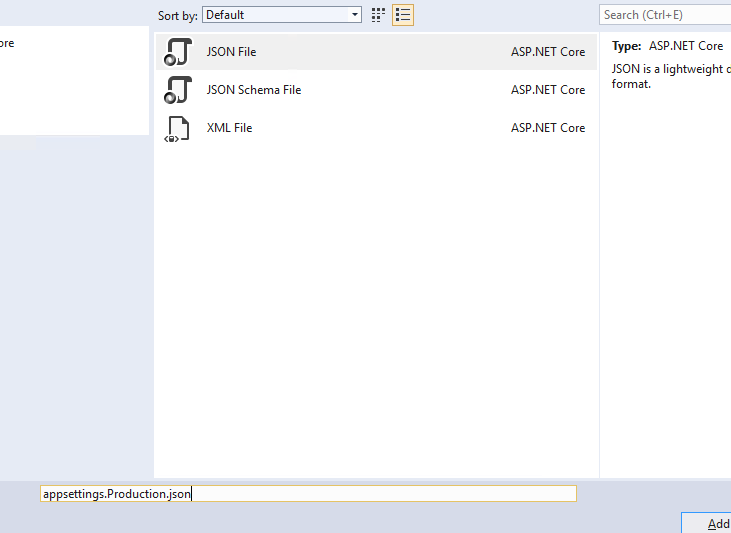 Sort by: Default
Search (Ctrl+E)
ore
JSON File ASP.NET Core
JSON Schema File ASP.NET Core
XML File ASP.NET Core
Type: ASP.NET Core
JSON is a lightweight d
format.
appsettings.Production.json
Add